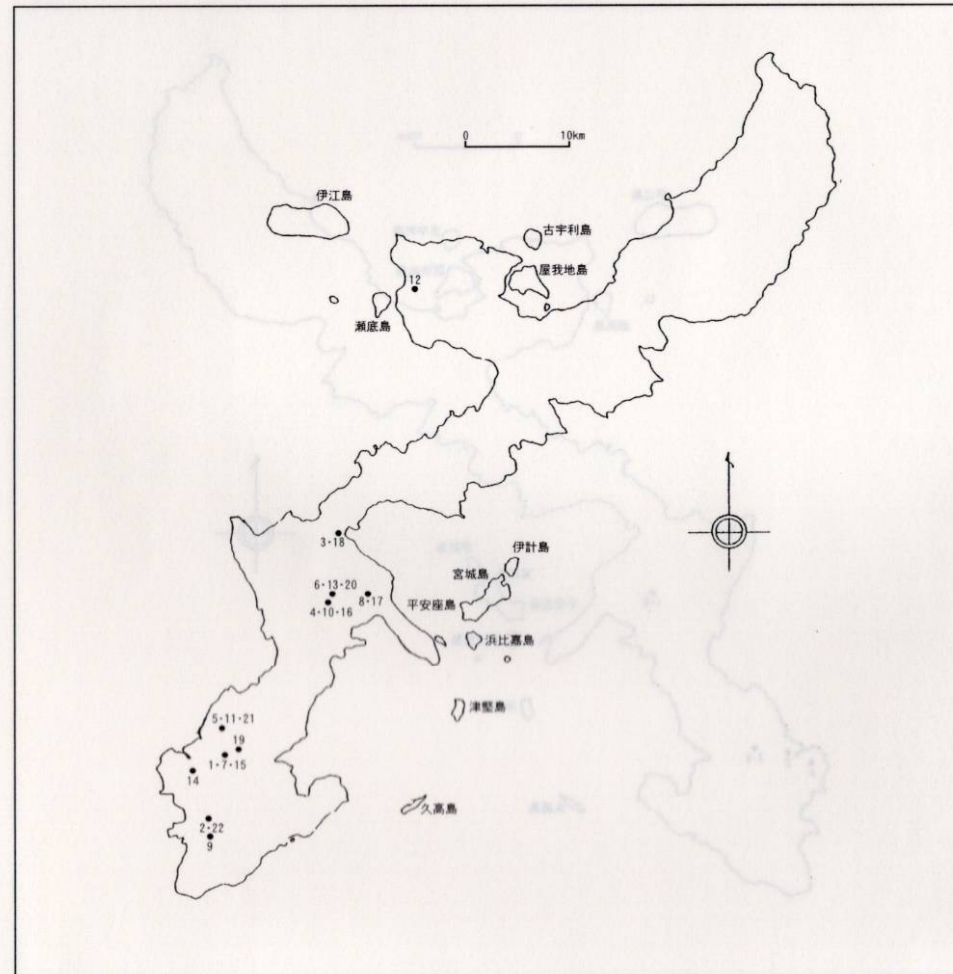 0 10km
伊江島
古宇利島
屋我地島
12
瀬底島
3・18
伊計島
宮城島
6・13・20
8・17
平安座島
4・10・16
浜比嘉島
津堅島
5・11・21
19
1・7・15
14
久高島
2・22
9